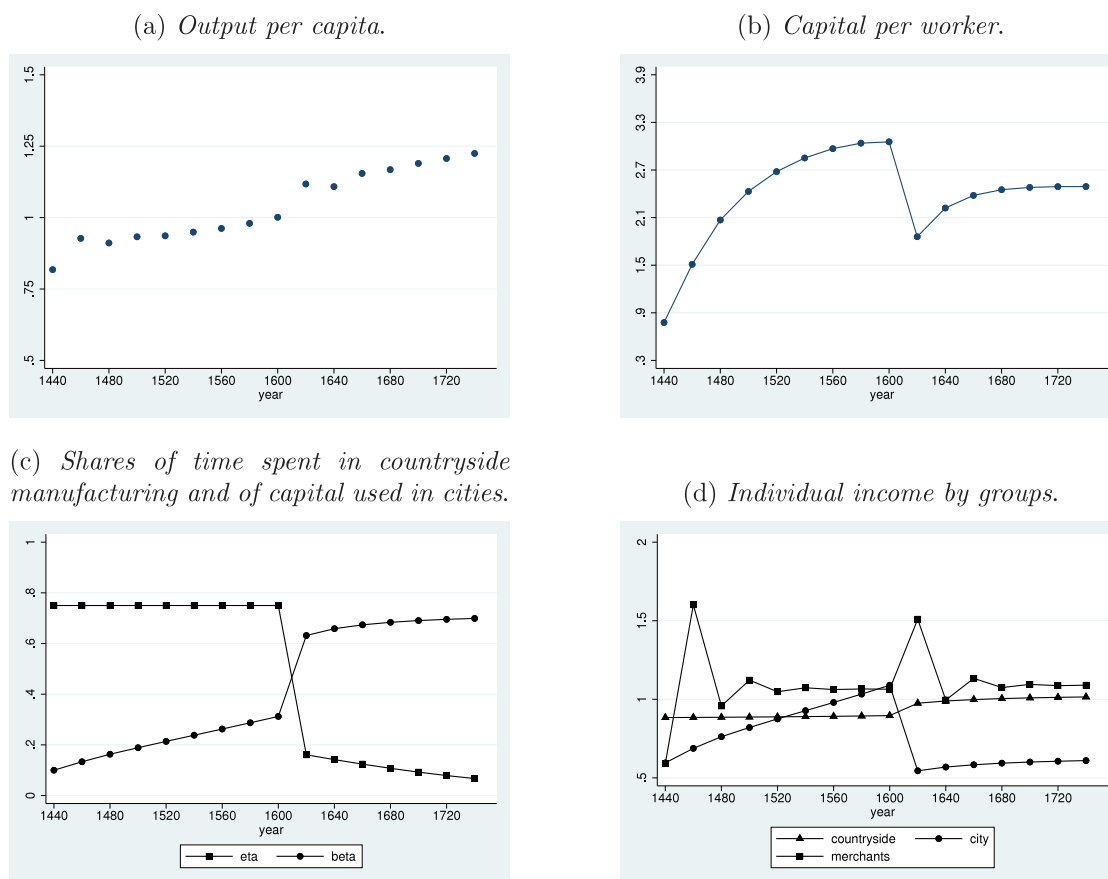 (a) Output per capita.
1.5
1.25
1
.75
.5
1440 1480 1520 1560 1600 1640 1680 1720
year
(b) Capital per worker.
3.9
3.3
2.7
2.1
1.5
.9
.3
1440 1480 1520 1560 1600 1640 1680 1720
year
(c) Shares of time spent in countryside
manufacturing and of capital used in cities.
1
.8
.6
.4
.2
0
1440 1480 1520 1560 1600 1640 1680 1720
year
eta beta
(d) Individual income by groups.
2
1.5
1
.5
1440 1480 1520 1560 1600 1640 1680 1720
year
countryside city
merchants